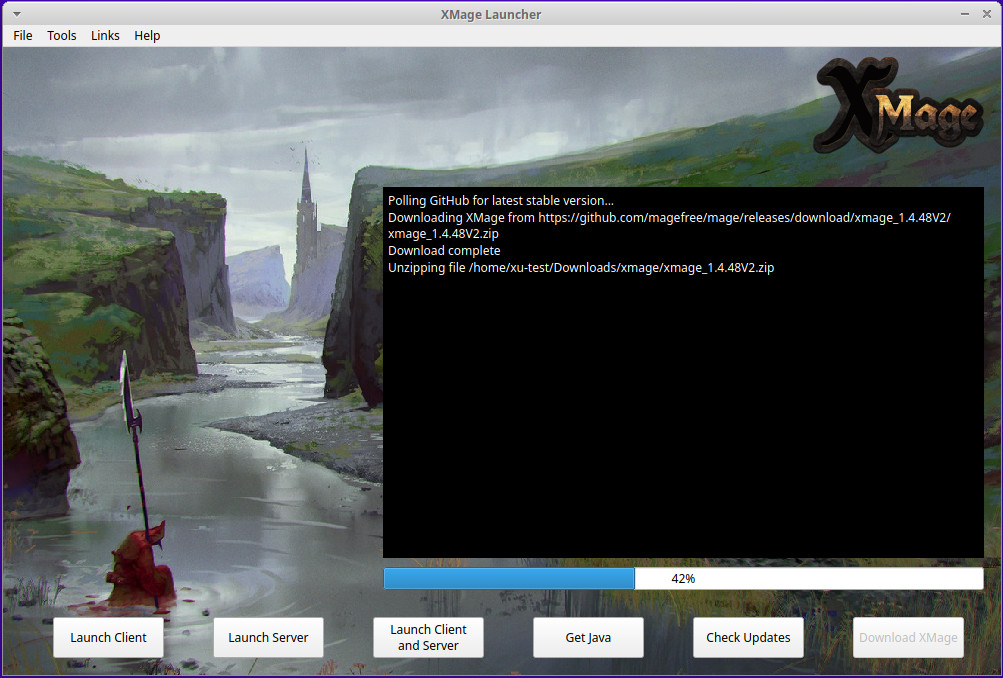 XMage Launcher
File Tools Links Help
XMage
Polling GitHub for latest stable version...
Downloading XMage from https://github.com/magefree/mage/releases/download/xmage_1.4.48V2/
xmage_1.4.48V2.zip
Download complete
Unzipping file /home/xu-test/Downloads/xmage/xmage_1.4.48V2.zip
42%
Launch Client
Launch Server
Launch Client
and Server
Get Java
Check Updates
Download XMage